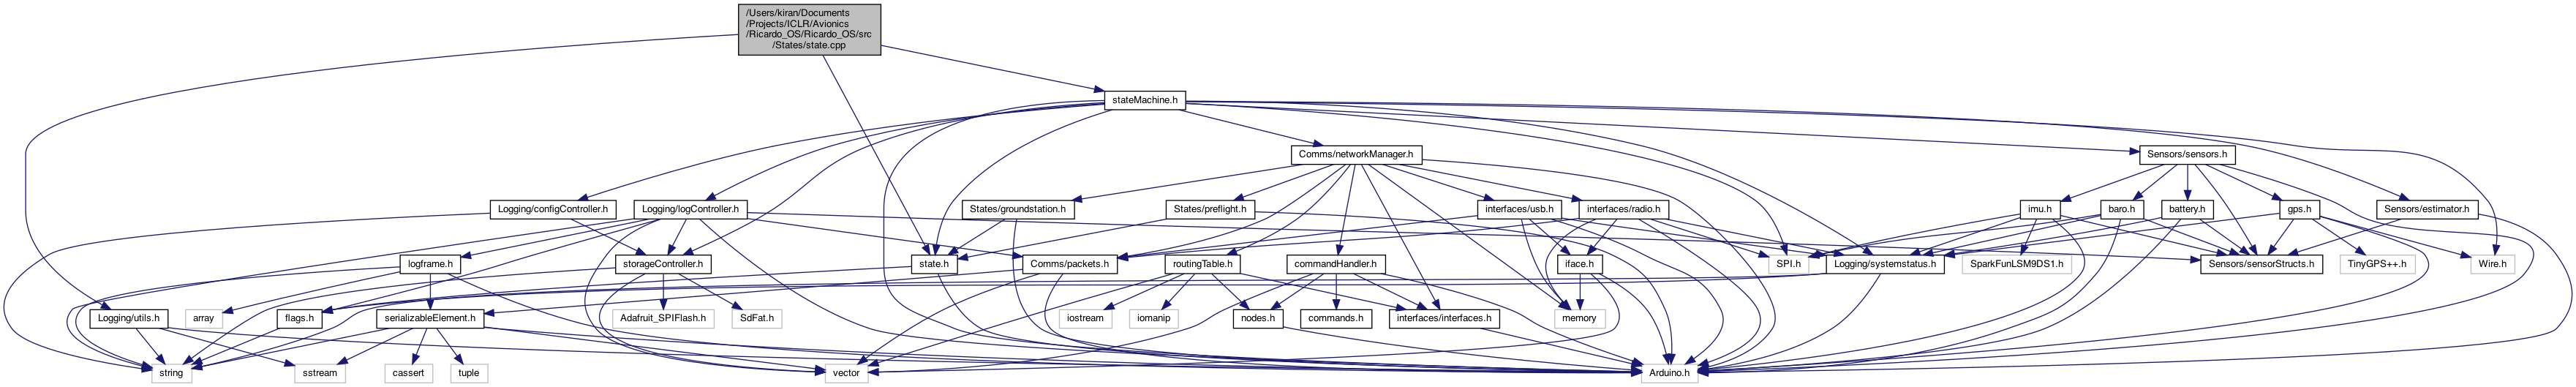 /Users/kiran/Documents
/Projects/ICLR/Avionics
/Ricardo_OS/Ricardo_OS/src
/States/state.cpp
stateMachine.h
Comms/networkManager.h
Sensors/sensors.h
Logging/configController.h
Logging/logController.h
States/groundstation.h
States/preflight.h
interfaces/usb.h
interfaces/radio.h
imu.h
baro.h
battery.h
gps.h
Sensors/estimator.h
logframe.h
storageController.h
state.h
Comms/packets.h
routingTable.h
commandHandler.h
iface.h
SPI.h
Logging/systemstatus.h
SparkFunLSM9DS1.h
Sensors/sensorStructs.h
TinyGPS++.h
Wire.h
Logging/utils.h
array
flags.h
serializableElement.h
Adafruit_SPIFlash.h
SdFat.h
iostream
iomanip
nodes.h
commands.h
interfaces/interfaces.h
memory
string
sstream
cassert
tuple
vector
Arduino.h